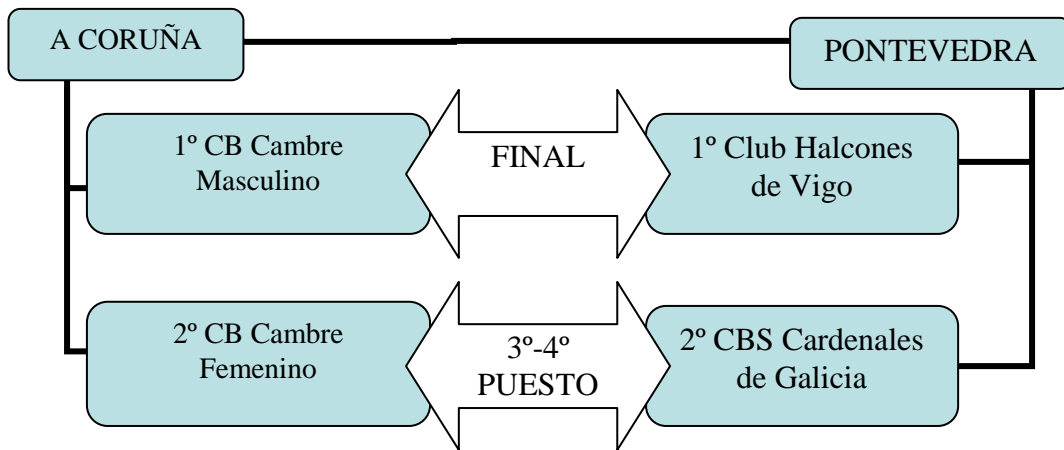 A CORUÑA
PONTEVEDRA
1º CB Cambre
Masculino
FINAL
1º Club Halcones
de Vigo
2º CB Cambre
Femenino
3º-4º
PUESTO
2º CBS Cardenales
de Galicia